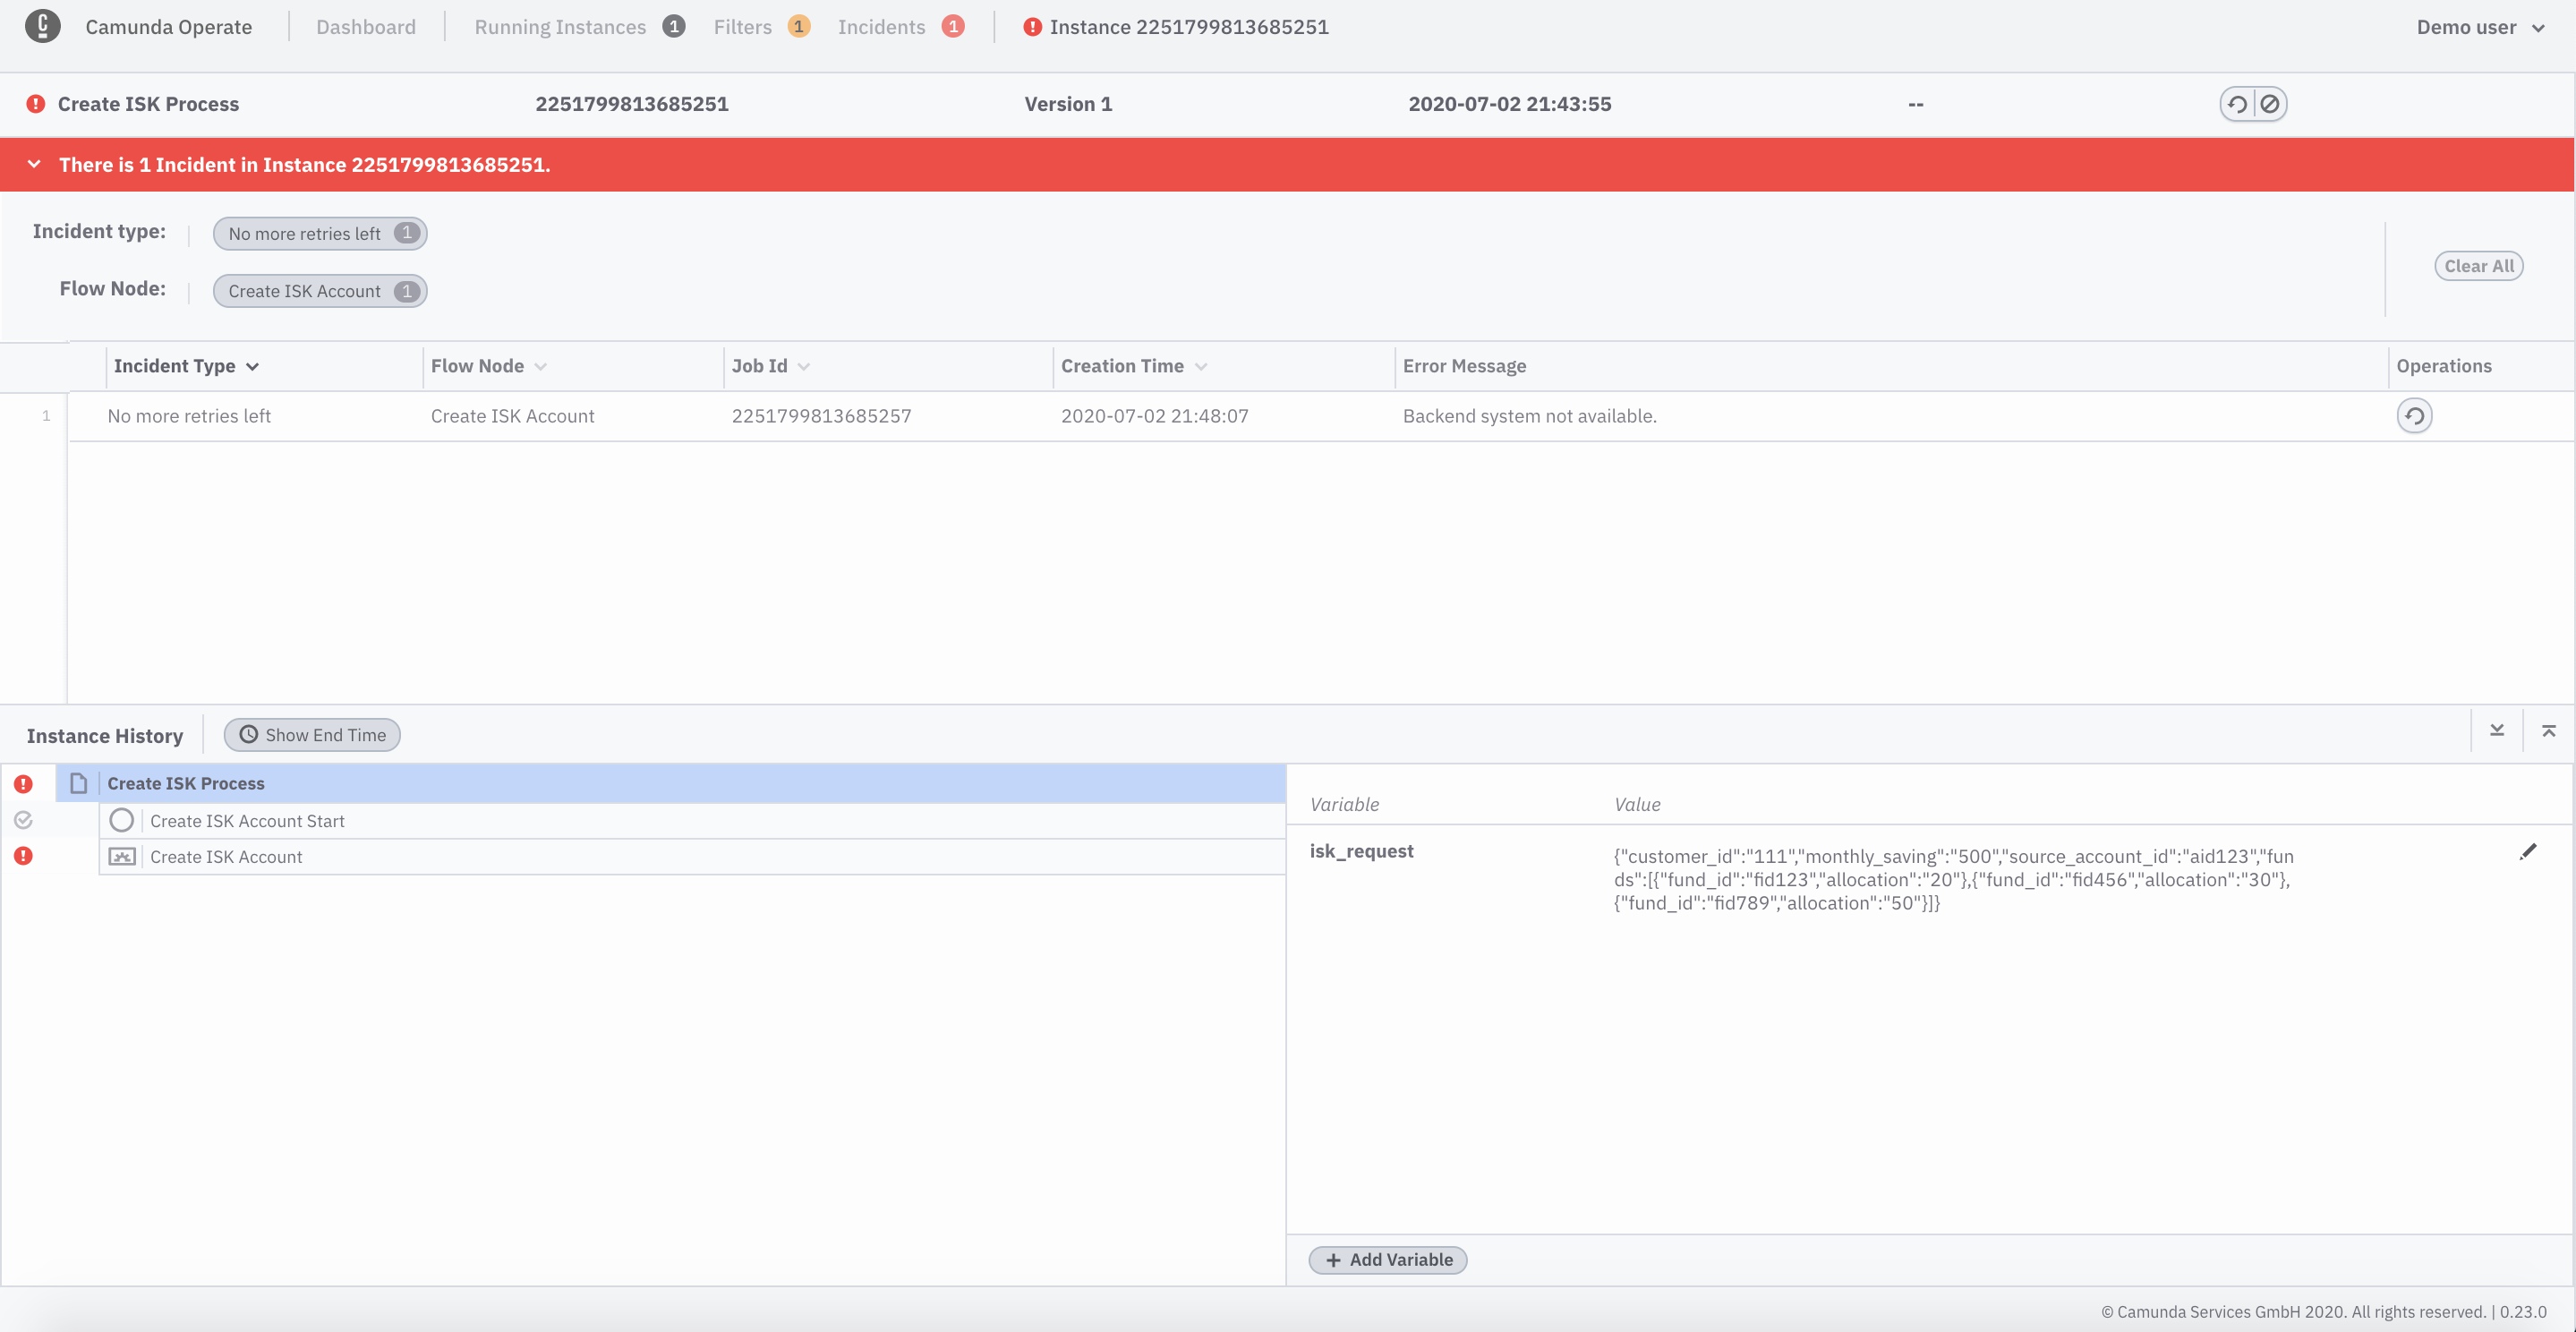 Camunda Operate Dashboard Running Instances 1 Filters 1 Incidents 1 Instance 2251799813685251 Demo user
Create ISK Process 2251799813685251 Version 1 2020-07-02 21:43:55 --
There is 1 Incident in Instance 2251799813685251.
Incident type: No more retries left 1
Flow Node: Create ISK Account 1
Clear All
Incident Type Flow Node Job Id Creation Time Error Message Operations
1 No more retries left Create ISK Account 2251799813685257 2020-07-02 21:48:07 Backend system not available.
Instance History Show End Time
Create ISK Process
Create ISK Account Start
Create ISK Account
Variable Value
isk_request
{"customer_id":"111","monthly_saving":"500","source_account_id":"aid123","fun
ds":[{"fund_id":"fid123","allocation":"20"},{"fund_id":"fid456","allocation":"30"},
{"fund_id":"fid789","allocation":"50"}]}
+ Add Variable
© Camunda Services GmbH 2020. All rights reserved. | 0.23.0